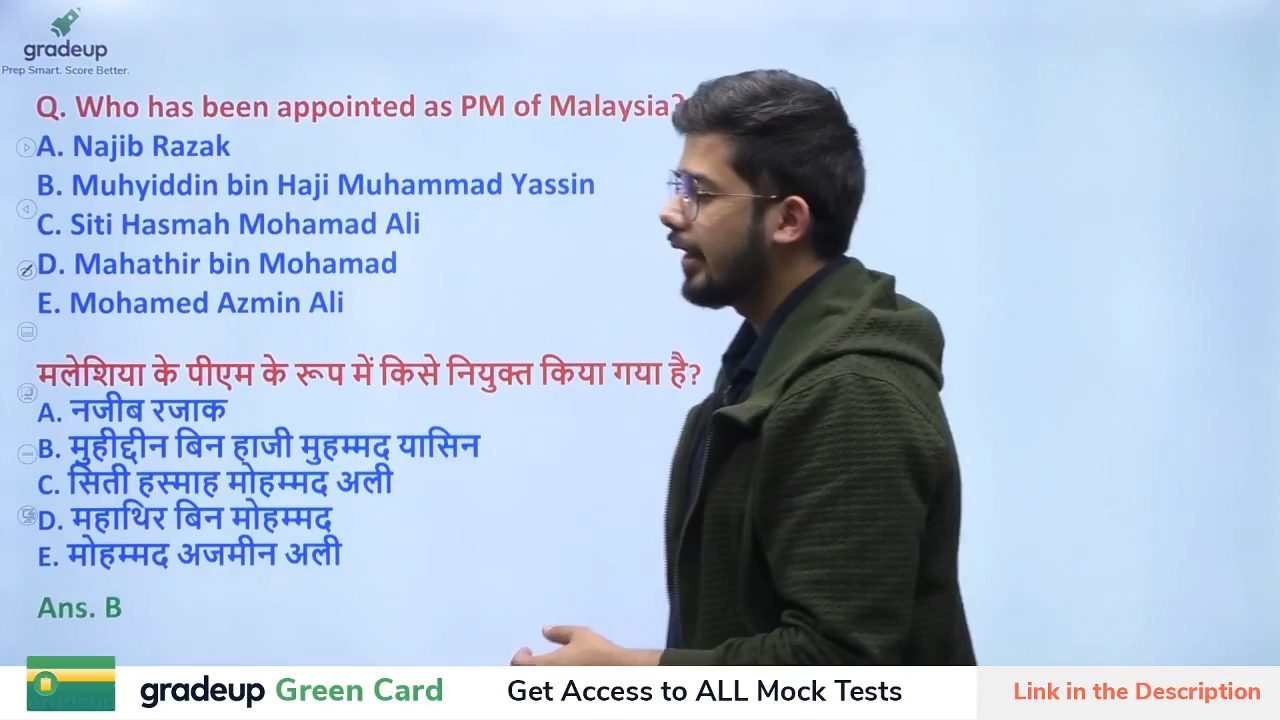 gradeup
Prep Smart. Score Better.
Q. Who has been appointed as PM of Malaysia?
A. Najib Razak
B. Muhyiddin bin Haji Muhammad Yassin
C. Siti Hasmah Mohamad Ali
D. Mahathir bin Mohamad
E. Mohamed Azmin Ali
मलेशिया के पीएम के रूप में किसे नियुक्त किया गया है?
A. नजीब रजाक
B. मुहीद्दीन बिन हाजी मुहम्मद यासिन
C. सिती हस्माह मोहम्मद अली
D. महाथिर बिन मोहम्मद
E. मोहम्मद अजमीन अली
Ans. B
gradeup Green Card Get Access to ALL Mock Tests Link in the Description